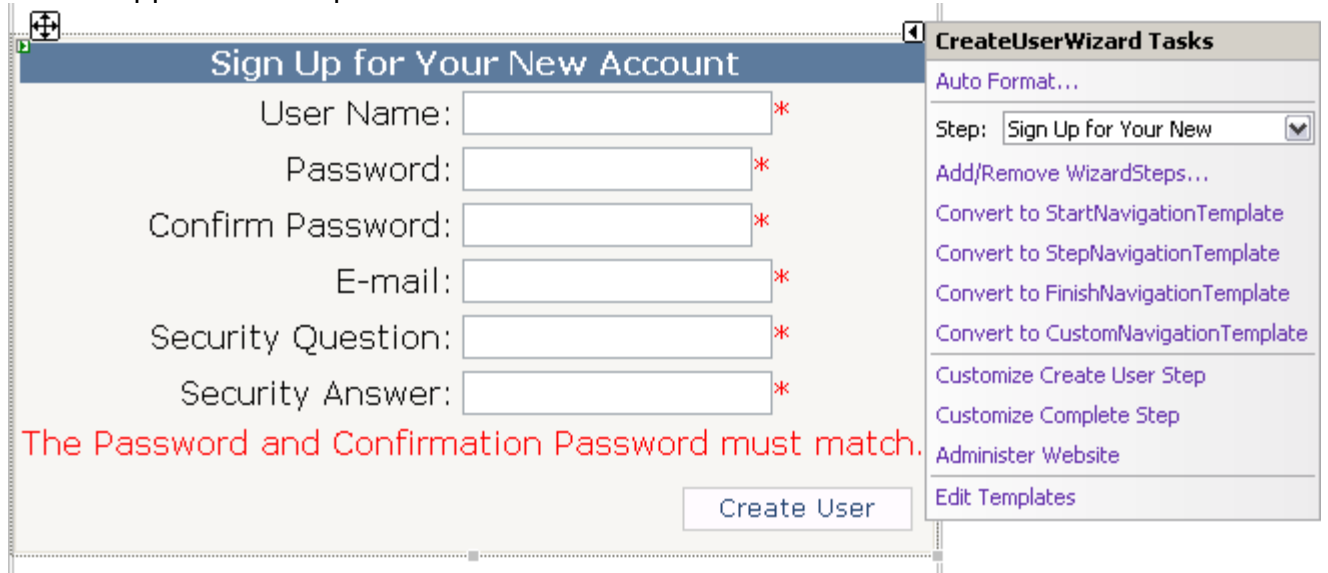 Sign Up for Your New Account
User Name: *
Password: *
Confirm Password: *
E-mail: *
Security Question: *
Security Answer: *
The Password and Confirmation Password must match.
Create User
CreateUserWizard Tasks
Auto Format...
Step: Sign Up for Your New
Add/Remove WizardSteps...
Convert to StartNavigationTemplate
Convert to StepNavigationTemplate
Convert to FinishNavigationTemplate
Convert to CustomNavigationTemplate
Customize Create User Step
Customize Complete Step
Administer Website
Edit Templates